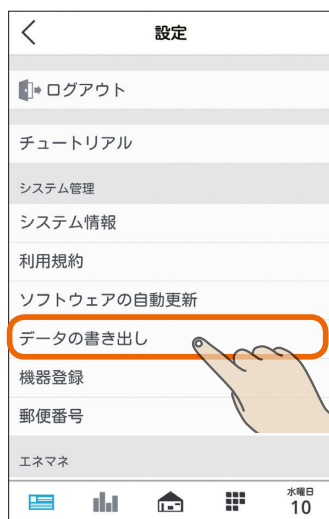 設定
ログアウト
チュートリアル
システム管理
システム情報
利用規約
ソフトウェアの自動更新
データの書き出し
機器登録
郵便番号
エネマネ
水曜日
10